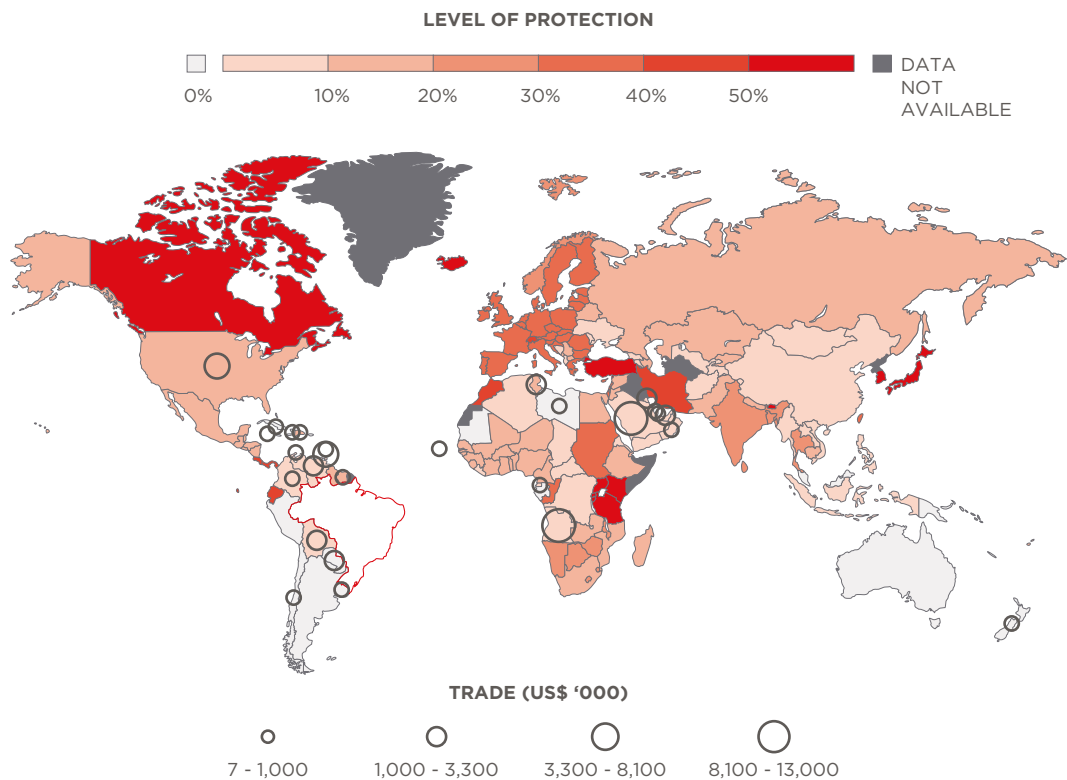 LEVEL OF PROTECTION
DATA
NOT
AVAILABLE
0% 10% 20% 30% 40% 50%
TRADE (US$ ‘000)
7 - 1,000 1,000 - 3,300 3,300 - 8,100 8,100 - 13,000